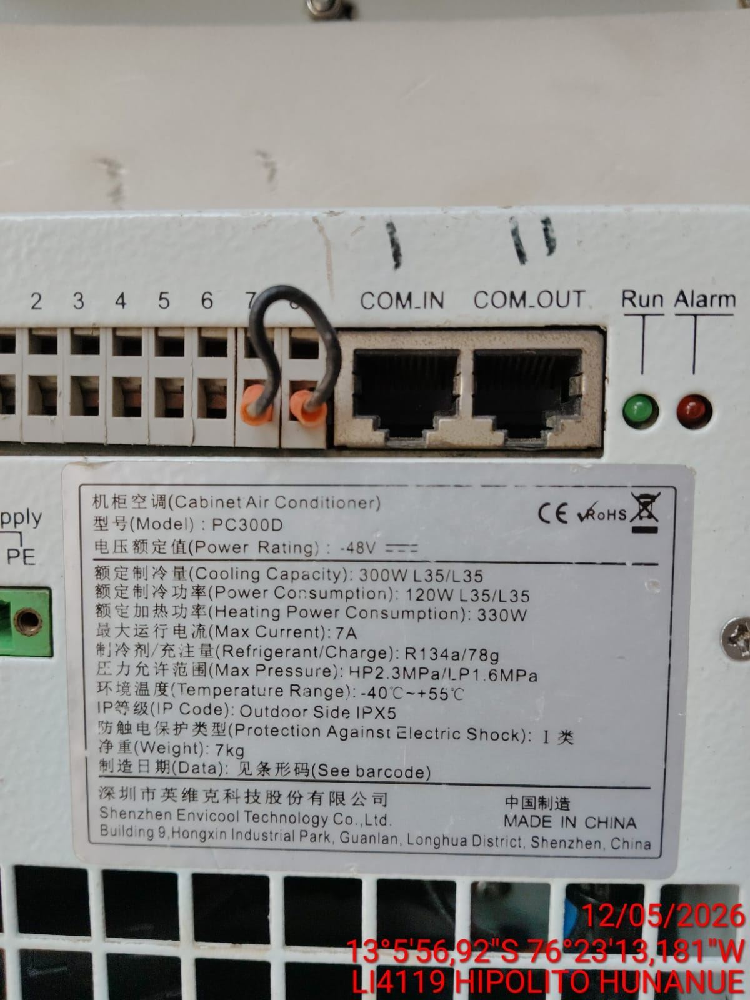 2 3 4 5 6 7 8 COM_IN COM_OUT Run Alarm
pply
PE
机柜空调(Cabinet Air Conditioner)
型号(Model) : PC300D
CE RoHS
电压额定值(Power Rating) : -48V
额定制冷量(Cooling Capacity): 300W L35/L35
额定制冷功率(Power Consumption): 120W L35/L35
额定加热功率(Heating Power Consumption): 330W
最大运行电流(Max Current): 7A
制冷剂/充注量(Refrigerant/Charge): R134a/78g
压力允许范围(Max Pressure): HP2.3MPa/LP1.6MPa
环境温度(Temperature Range): -40℃~+55℃
IP等级(IP Code): Outdoor Side IPX5
防触电保护类型(Protection Against Electric Shock): I 类
净重(Weight): 7kg
制造日期(Data): 见条形码(See barcode)
深圳市英维克科技股份有限公司
Shenzhen Envicool Technology Co.,Ltd.
Building 9,Hongxin Industrial Park, Guanlan, Longhua District, Shenzhen, China
中国制造
MADE IN CHINA
12/05/2026
13°5'56,92"S 76°23'13,181"W
LI4119 HIPOLITO HUNANUE